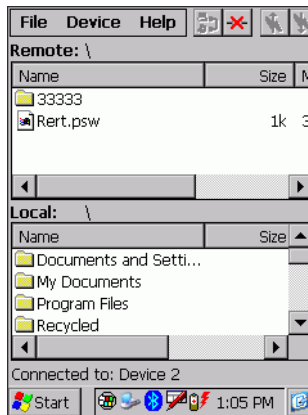 File Device Help
Remote: \
Name Size
33333
Rert.psw 1k
Local: \
Name Size
Documents and Setti...
My Documents
Program Files
Recycled
Connected to: Device 2
Start 1:05 PM